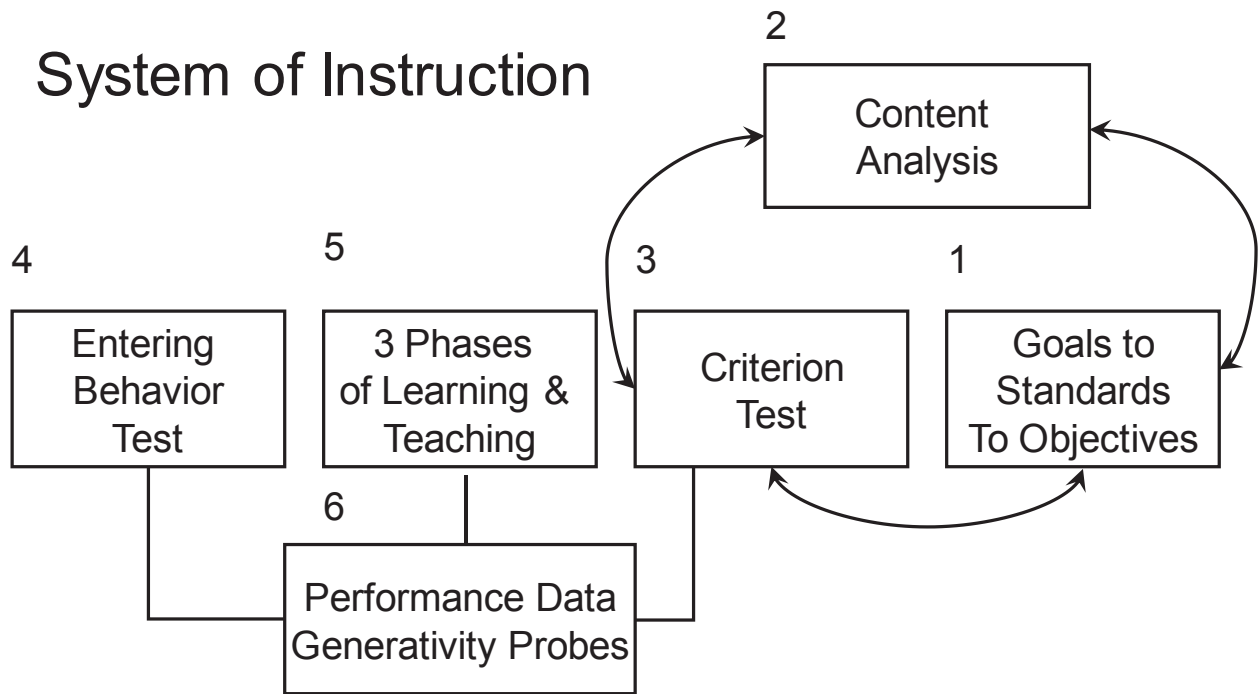 System of Instruction
2
Content
Analysis
4
Entering
Behavior
Test
5
3 Phases
of Learning &
Teaching
3
Criterion
Test
1
Goals to
Standards
To Objectives
6
Performance Data
Generativity Probes